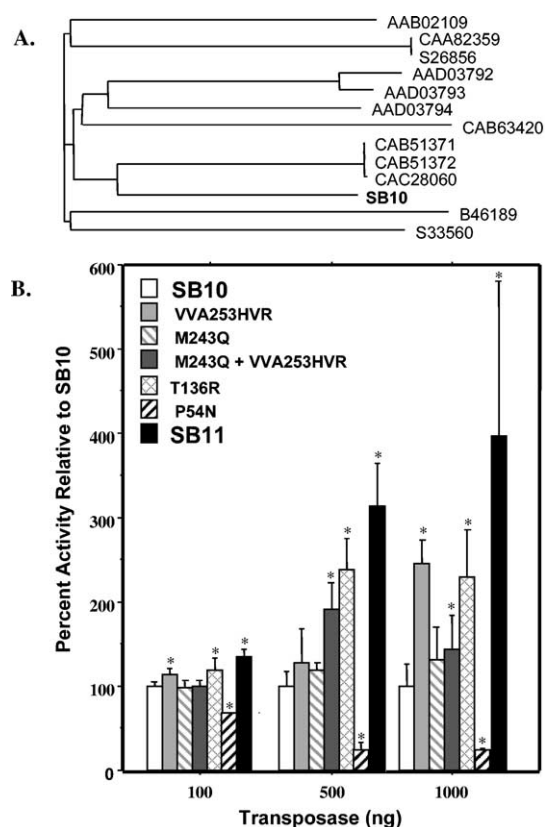 A.
AAB02109
CAA82359
S26856
AAD03792
AAD03793
AAD03794
CAB63420
CAB51371
CAB51372
CAC28060
SB10
B46189
S33560
B.
600
500
400
300
200
100
0
Percent Activity Relative to SB10
SB10
VVA253HVR
M243Q
M243Q + VVA253HVR
T136R
P54N
SB11
* * * *
* * * *
* * * * *
100 500 1000
Transposase (ng)